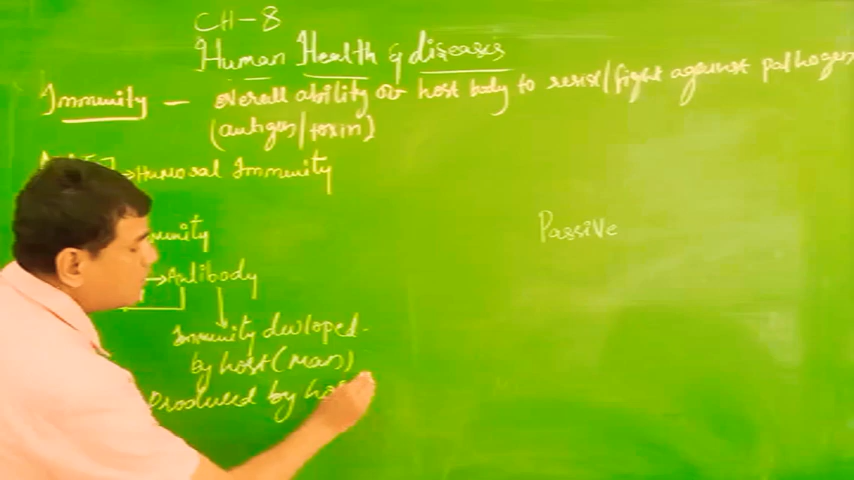 CH-8
Human Health & diseases
Immunity — overall ability of host body to resist/fight against pathogens
(antigen/toxin)
→Humoral Immunity
Passive
→Antibody
Immunity devloped
by host (man)
produced by